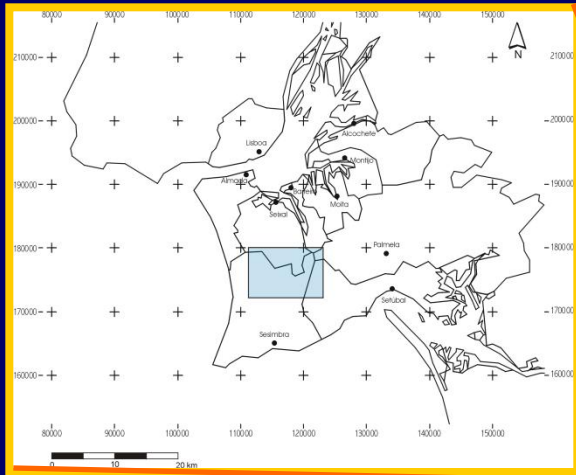 80000 90000 100000 110000 120000 130000 140000 150000
210000 210000
N
200000 200000
Alcochete
Lisboa
Montijo
190000 190000
Almada
Barreiro
Moita
Seixal
180000 180000
Palmela
170000 170000
Setúbal
Sesimbra
160000 160000
80000 90000 100000 110000 120000 130000 140000 150000
0 10 20 km